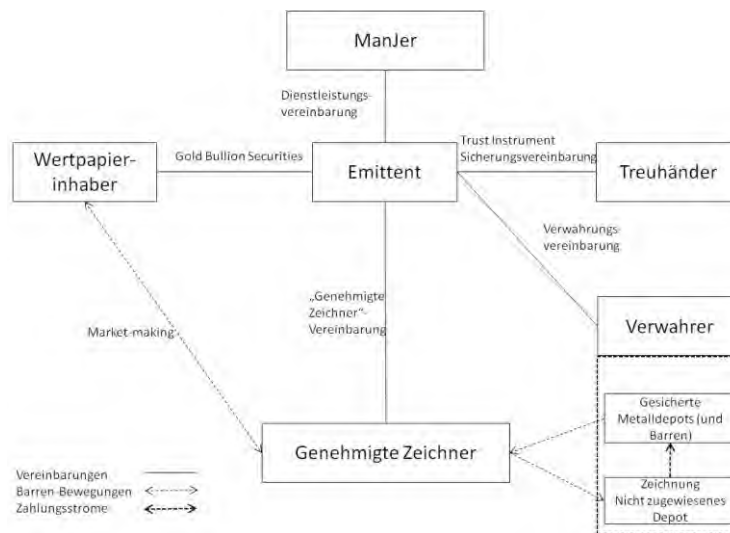 ManJer
Dienstleistungs-
vereinbarung
Wertpapier-
inhaber
Gold Bullion Securities
Emittent
Trust Instrument
Sicherungsvereinbarung
Treuhänder
Verwahrungs-
vereinbarung
„Genehmigte
Zeichner“-
Vereinbarung
Market-making
Verwahrer
Gesicherte
Metalldepots (und
Barren)
Genehmigte Zeichner
Zeichnung
Nicht zugewiesenes
Depot
Vereinbarungen
Barren-Bewegungen
Zahlungsströme